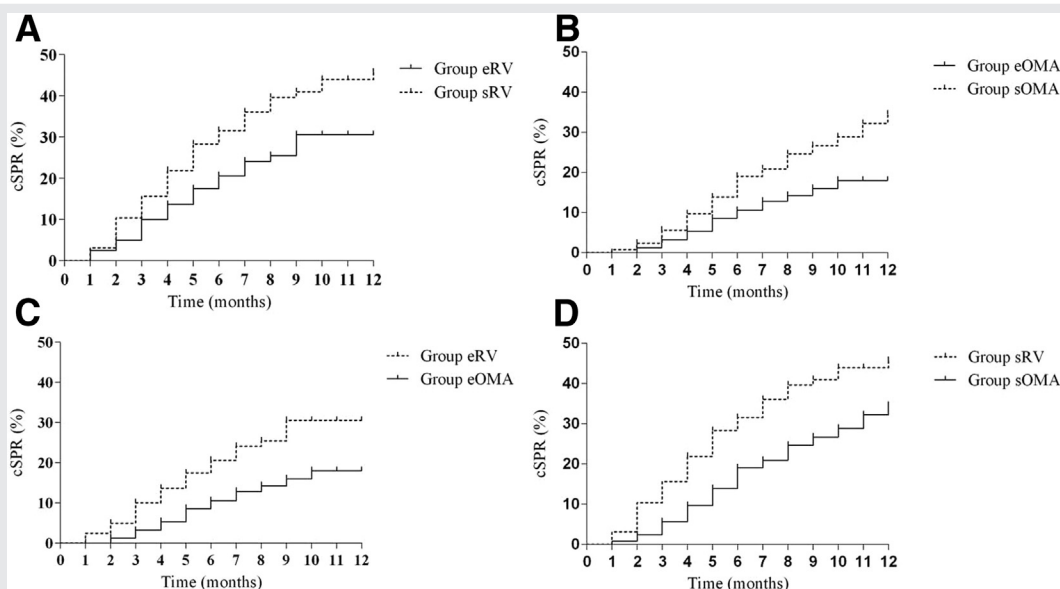 A
50
40
30
20
10
0
cSPR (%)
0 1 2 3 4 5 6 7 8 9 10 11 12
Time (months)
Group eRV
Group sRV
B
50
40
30
20
10
0
cSPR (%)
0 1 2 3 4 5 6 7 8 9 10 11 12
Time (months)
Group eOMA
Group sOMA
C
50
40
30
20
10
0
cSPR (%)
0 1 2 3 4 5 6 7 8 9 10 11 12
Time (months)
Group eRV
Group eOMA
D
50
40
30
20
10
0
cSPR (%)
0 1 2 3 4 5 6 7 8 9 10 11 12
Time (months)
Group sRV
Group sOMA